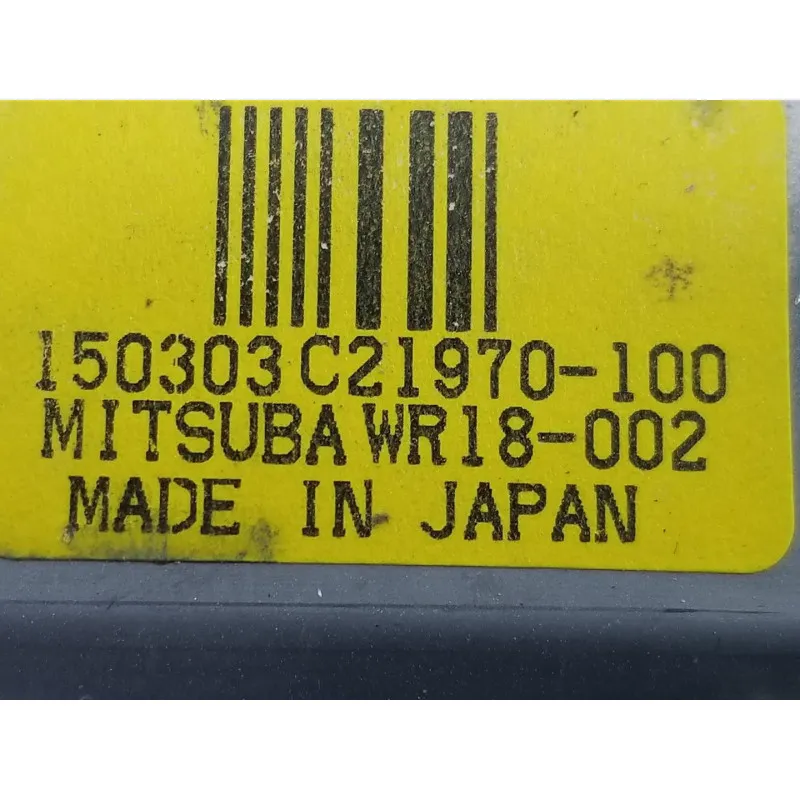 150303 C21970-100
MITSUBA WR18-002
MADE IN JAPAN